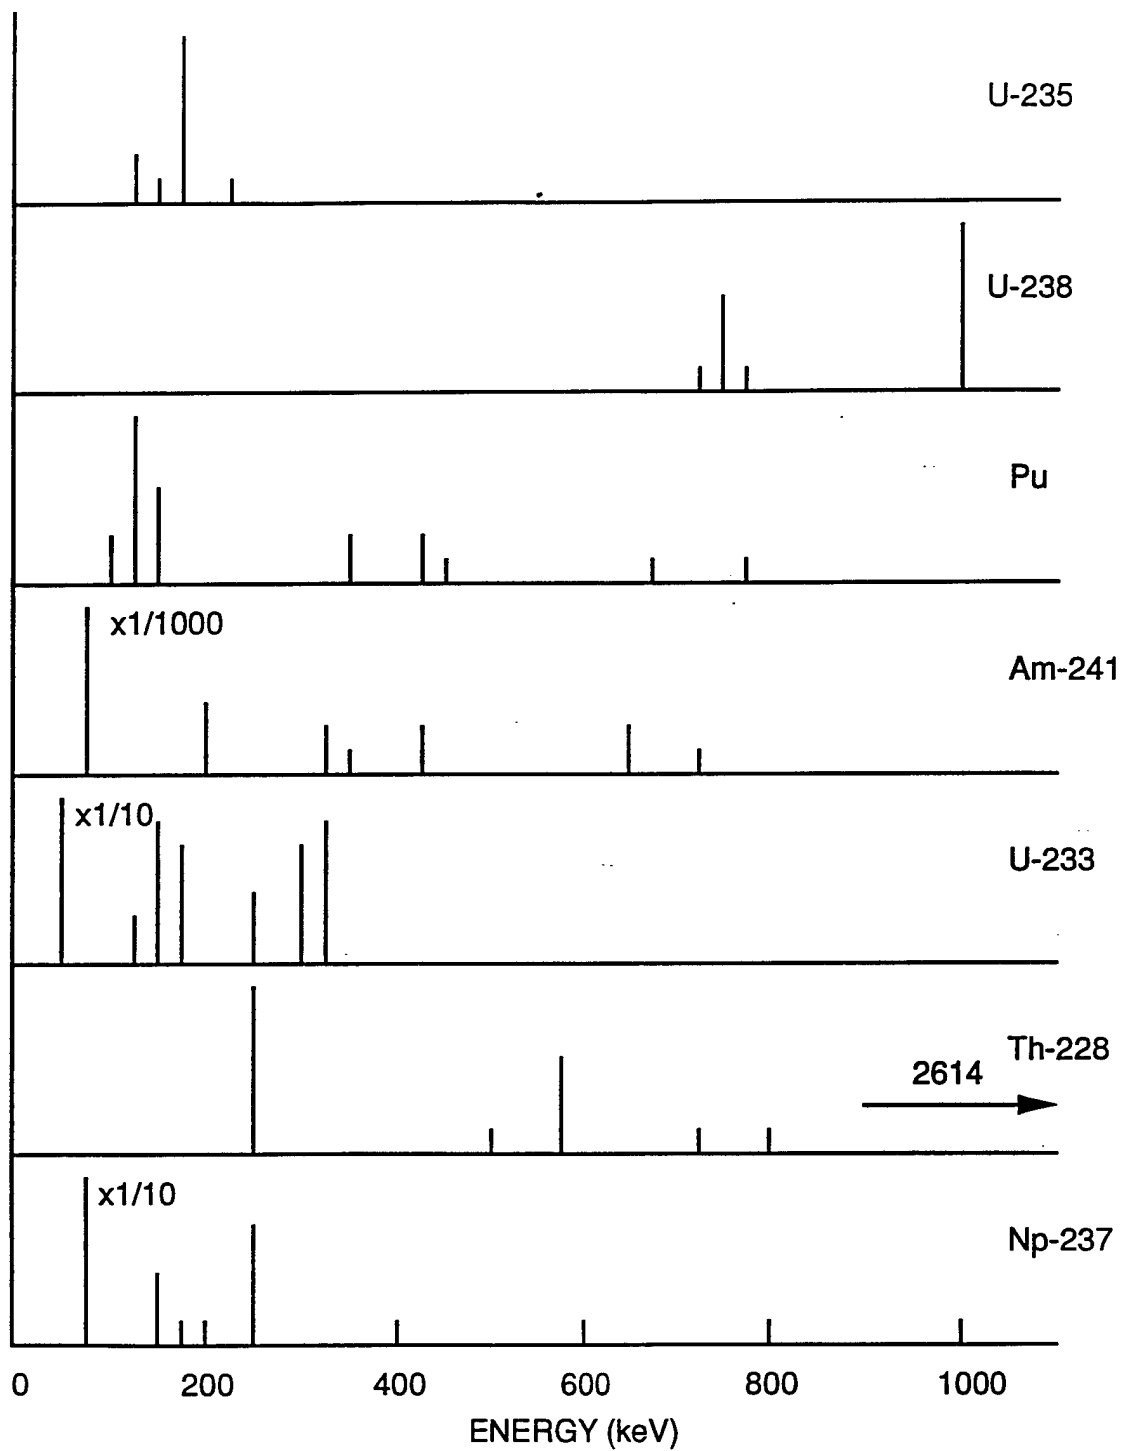 U-235
U-238
Pu
x1/1000
Am-241
x1/10
U-233
Th-228
2614
x1/10
Np-237
0 200 400 600 800 1000
ENERGY (keV)